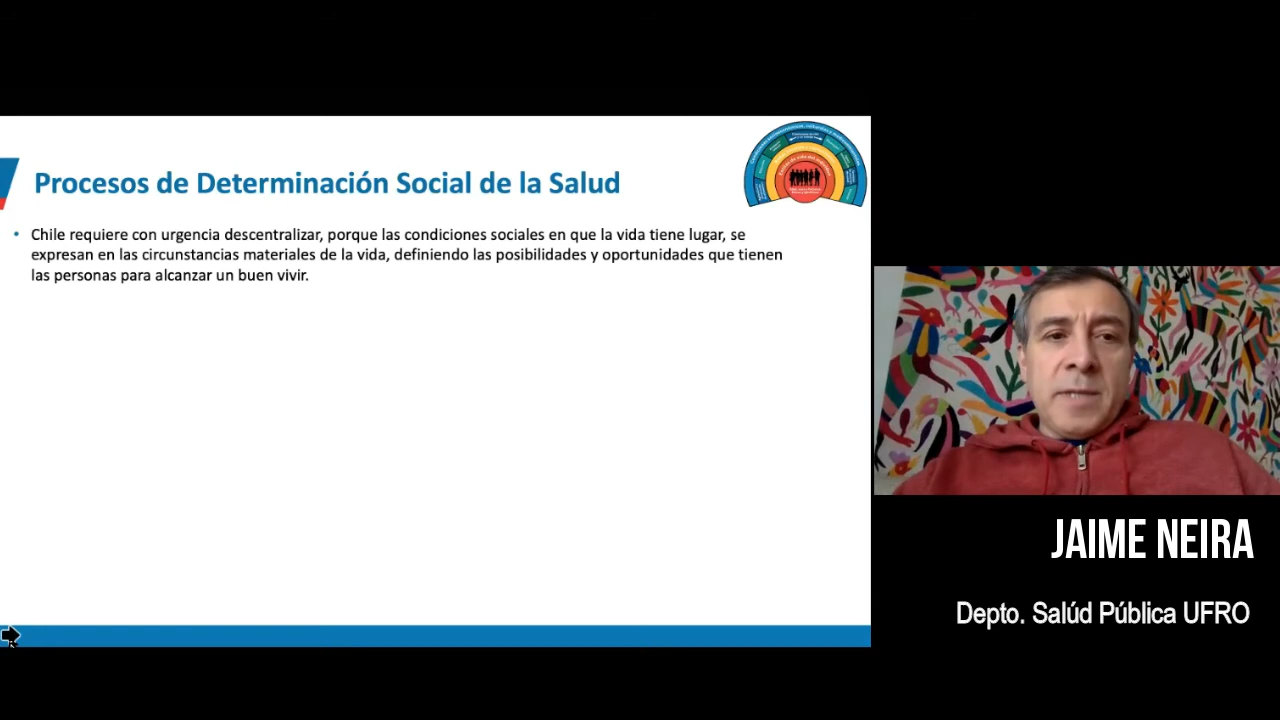 Procesos de Determinación Social de la Salud
• Chile requiere con urgencia descentralizar, porque las condiciones sociales en que la vida tiene lugar, se
expresan en las circunstancias materiales de la vida, definiendo las posibilidades y oportunidades que tienen
las personas para alcanzar un buen vivir.
JAIME NEIRA
Depto. Salúd Pública UFRO